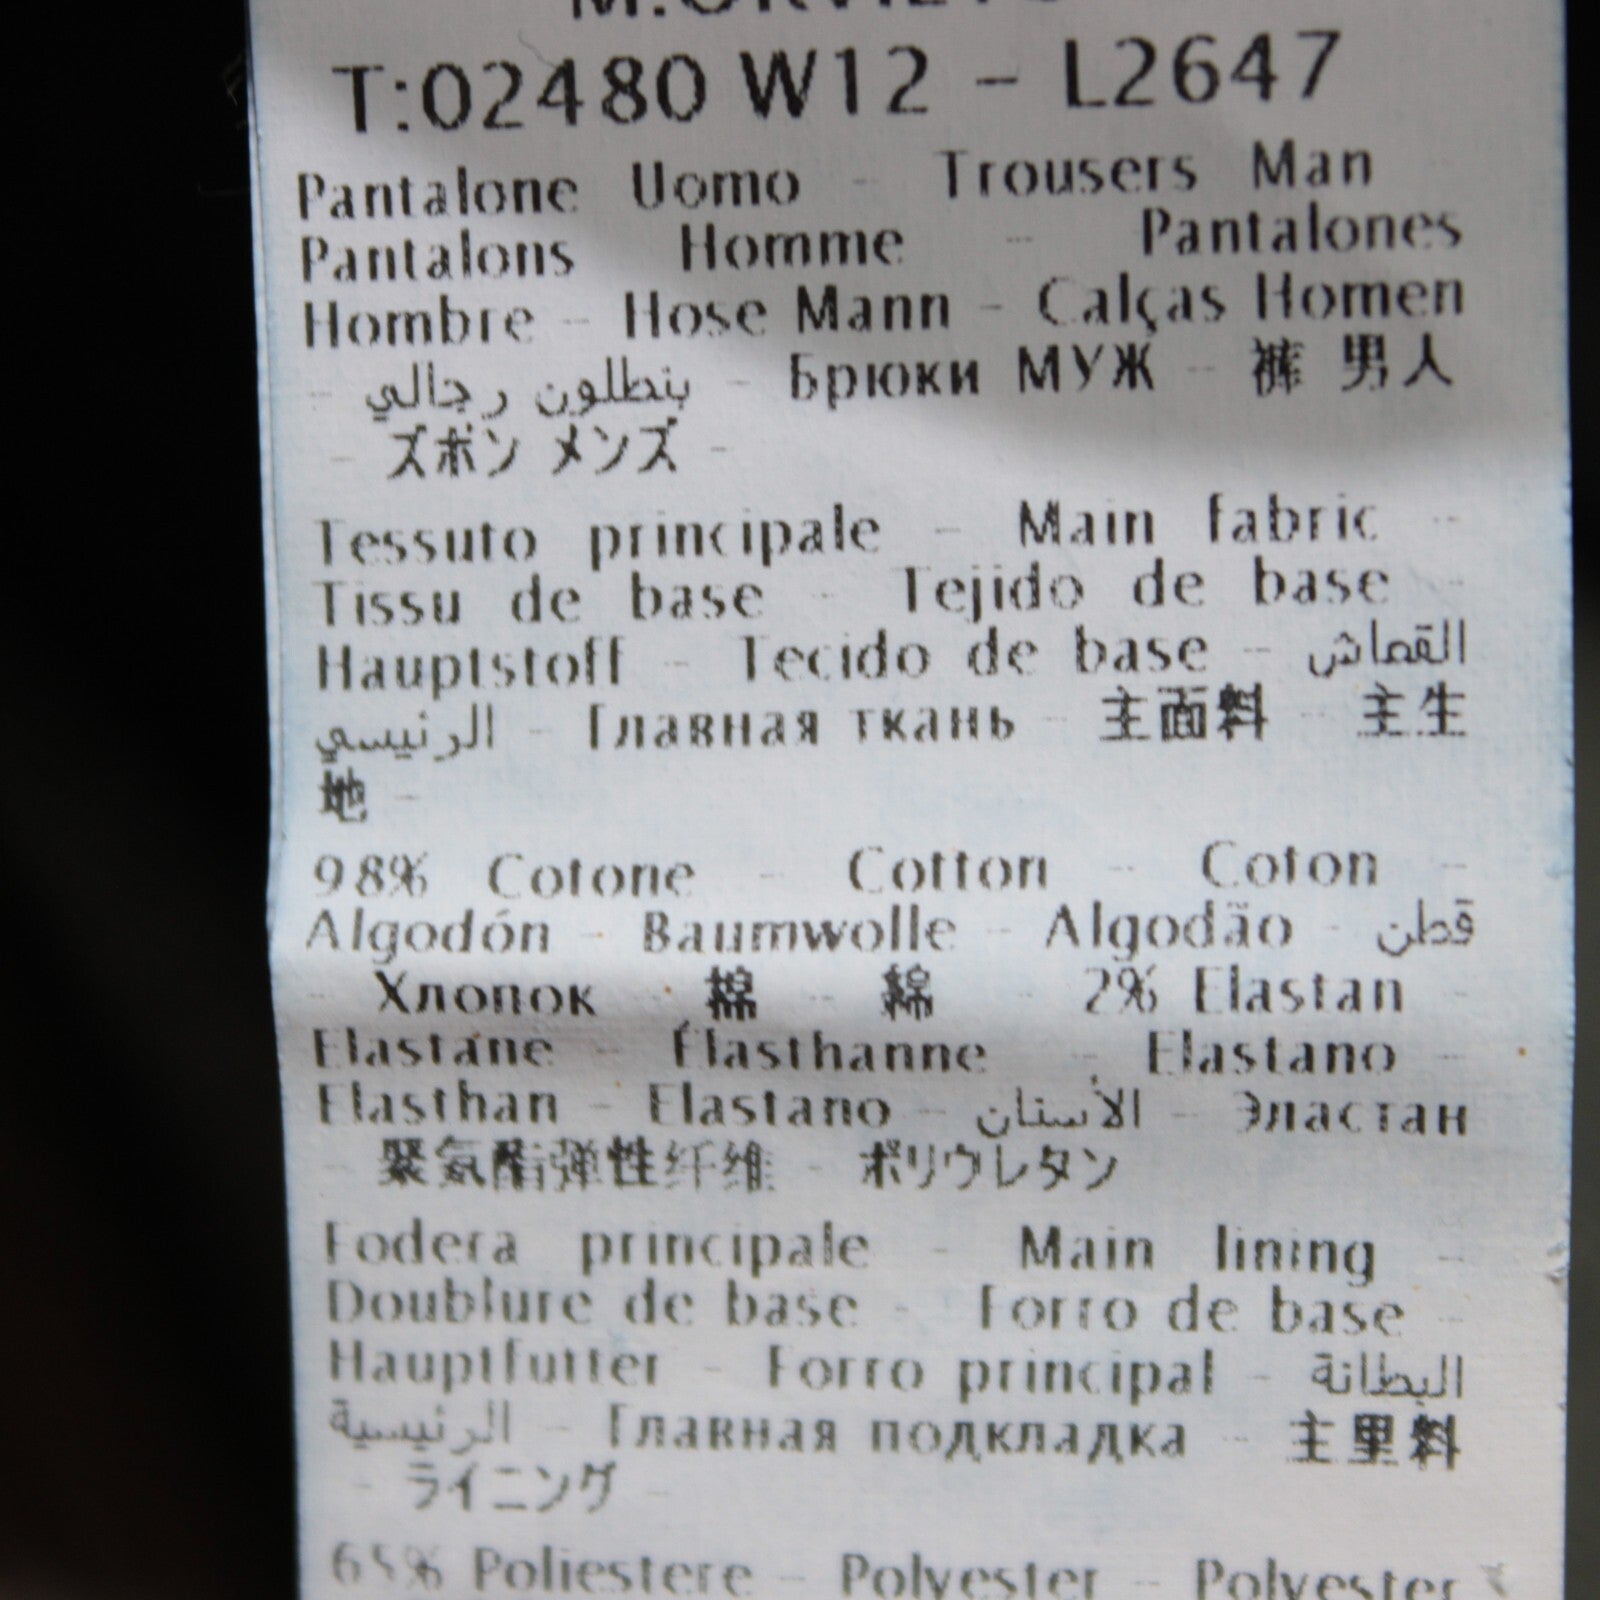 T:02480 W12 - L2647
Pantalone Uomo - Trousers Man
Pantalons Homme - Pantalones
Hombre - Hose Mann - Calças Homen
- بنطلون رجالي - Брюки МУЖ - 裤 男人
- ズボン メンズ -
Tessuto principale - Main fabric -
Tissu de base - Tejido de base -
Hauptstoff - Tecido de base - القماش
الرئيسي - Главная ткань - 主面料 - 主生
地 -
98% Cotone - Cotton - Coton -
Algodón - Baumwolle - Algodão - قطن
- Хлопок - 棉 - 綿 - 2% Elastan -
Elastane - Élasthanne - Elastano -
Elasthan - Elastano - الأستان - Эластан
- 聚氨酯弹性纤维 - ポリウレタン
Fodera principale - Main lining -
Doublure de base - Forro de base -
Hauptfutter - Forro principal - البطانة
الرئيسية - Главная подкладка - 主里料
- ライニング -
65% Poliestere - Polyester - Polyester